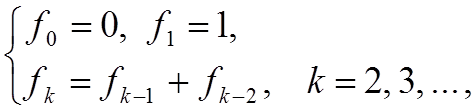 f₀ = 0, f₁ = 1,
fₖ = fₖ₋₁ + fₖ₋₂, k = 2, 3, ...,